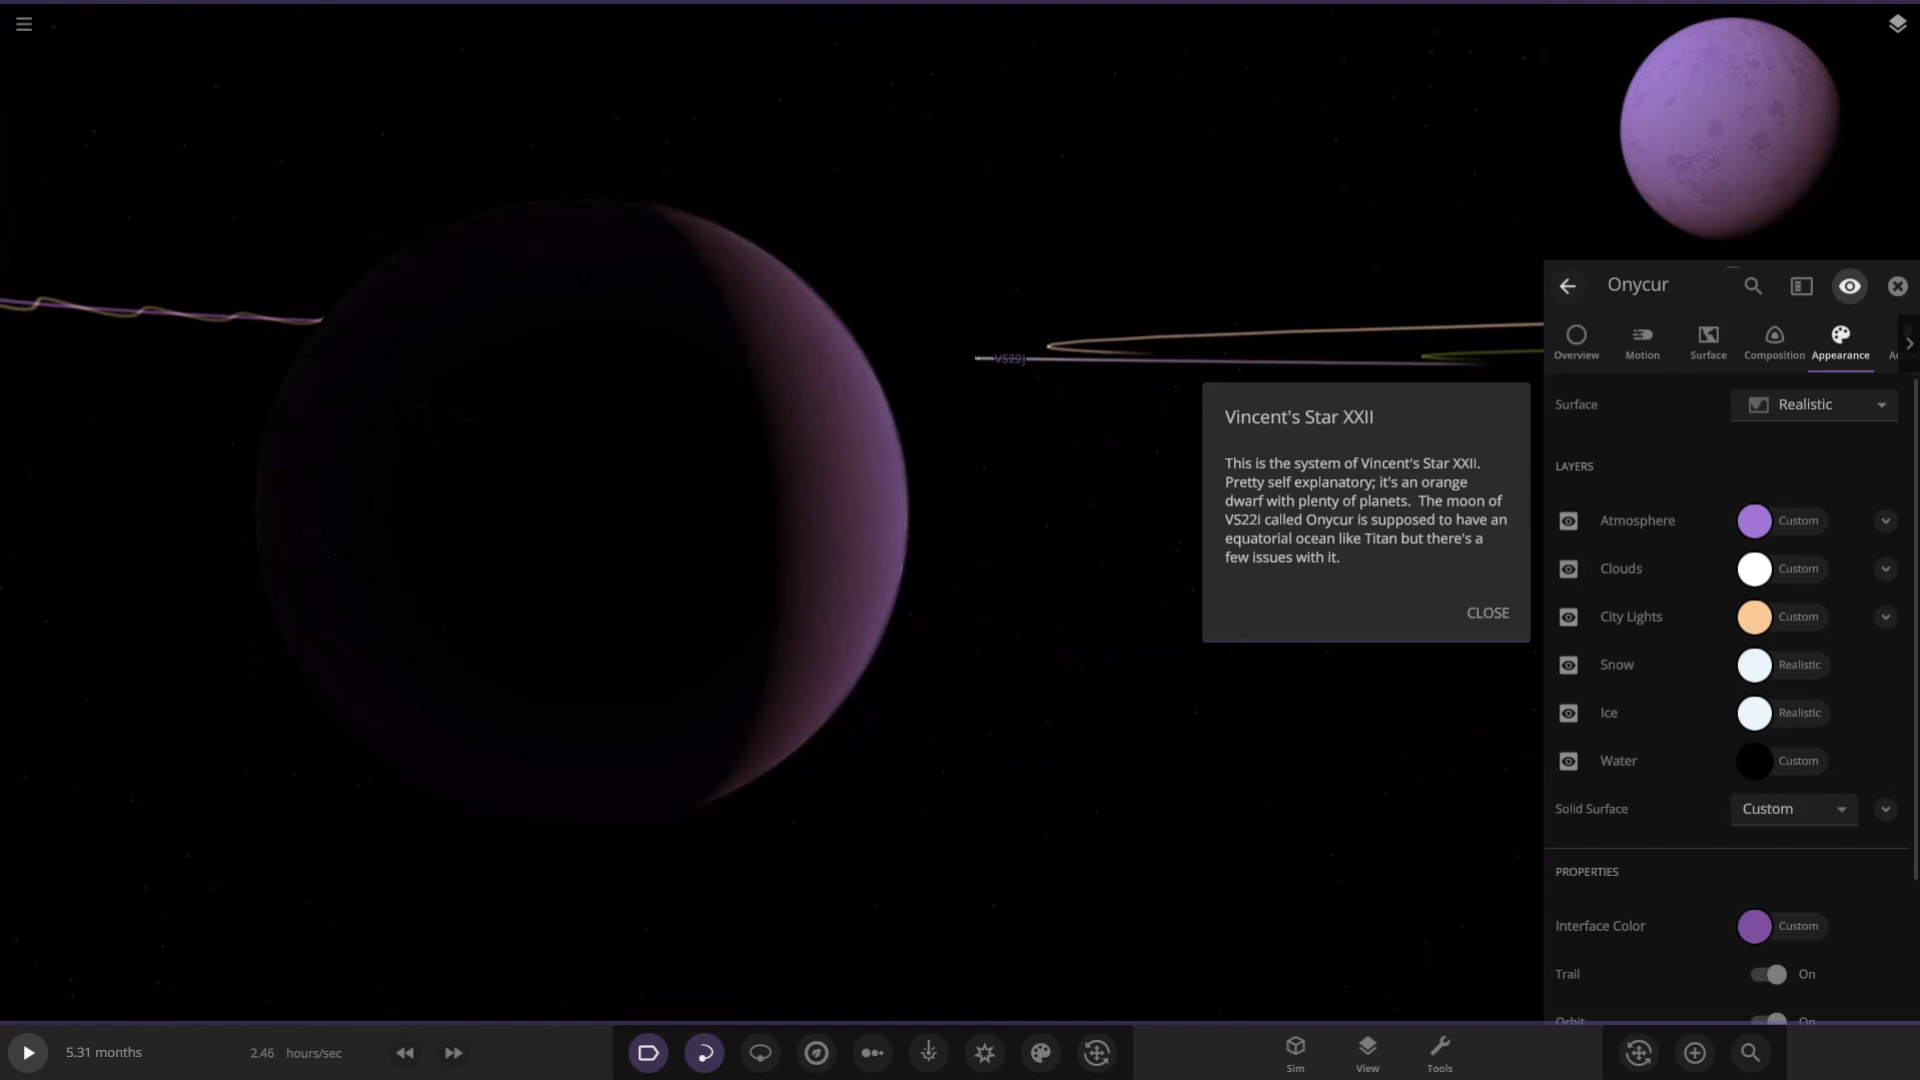 VS22j
Vincent's Star XXII
This is the system of Vincent's Star XXII.
Pretty self explanatory; it's an orange
dwarf with plenty of planets.  The moon of
VS22i called Onycur is supposed to have an
equatorial ocean like Titan but there's a
few issues with it.
CLOSE
Onycur
Overview
Motion
Surface
Composition
Appearance
Surface
Realistic
LAYERS
Atmosphere
Custom
Clouds
Custom
City Lights
Custom
Snow
Realistic
Ice
Realistic
Water
Custom
Solid Surface
Custom
PROPERTIES
Interface Color
Custom
Trail
On
Orbit
On
5.31 months
2.46 hours/sec
Sim
View
Tools